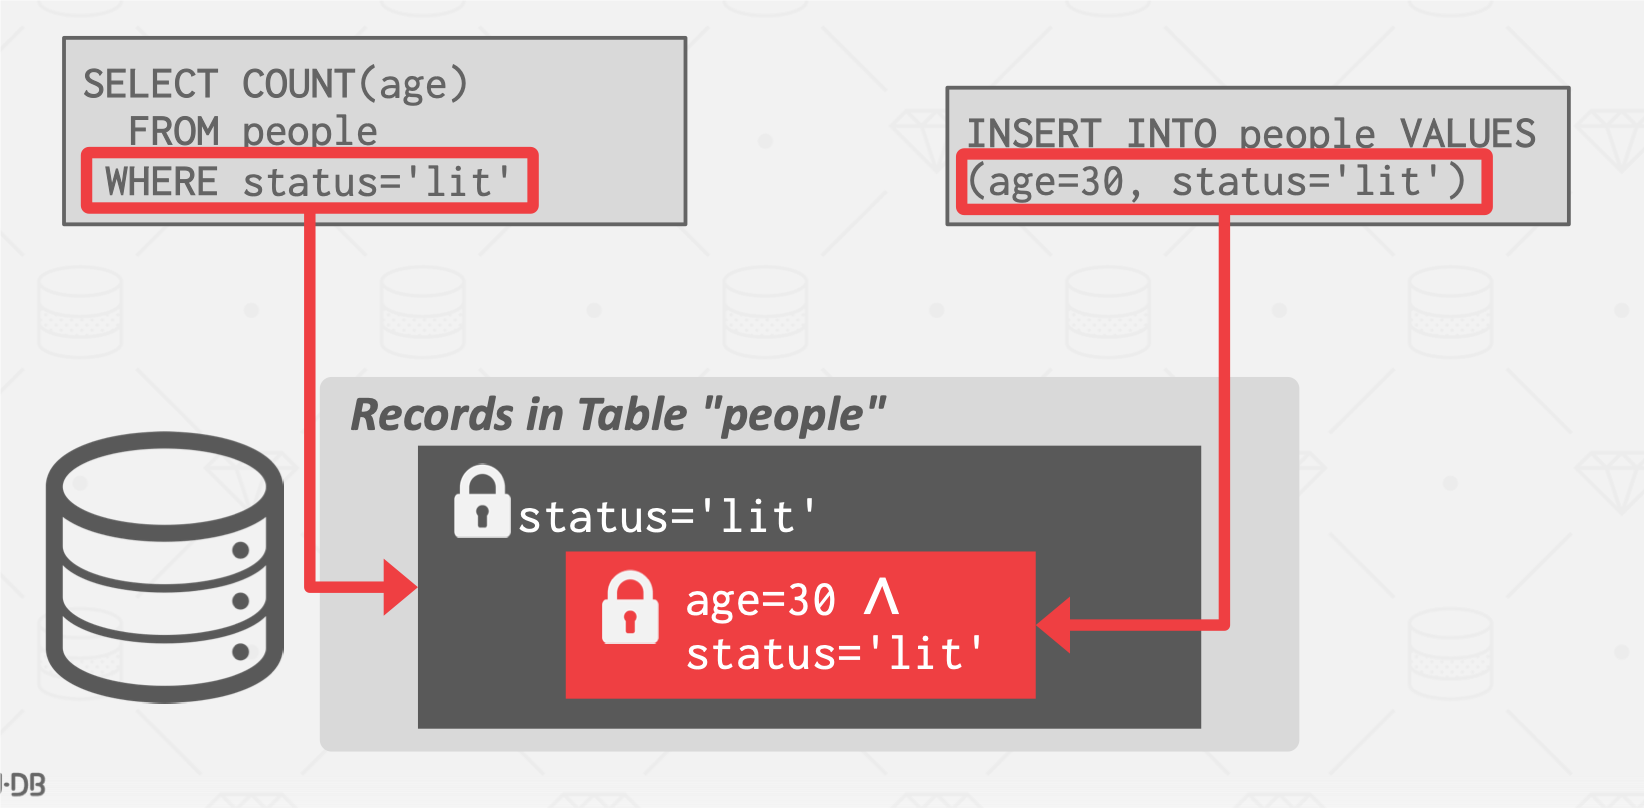 SELECT COUNT(age)
FROM people
WHERE status='lit'
INSERT INTO people VALUES
(age=30, status='lit')
Records in Table "people"
status='lit'
age=30 ∧
status='lit'
·DB